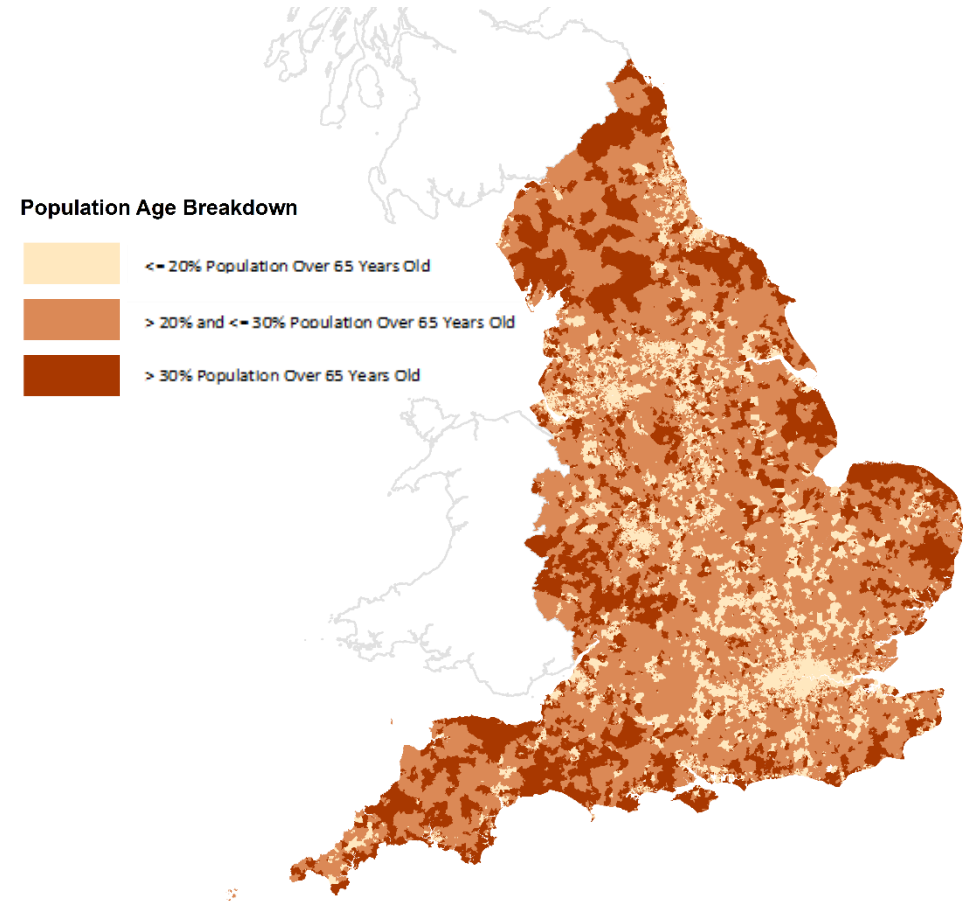 Population Age Breakdown
<= 20% Population Over 65 Years Old
> 20% and <= 30% Population Over 65 Years Old
> 30% Population Over 65 Years Old